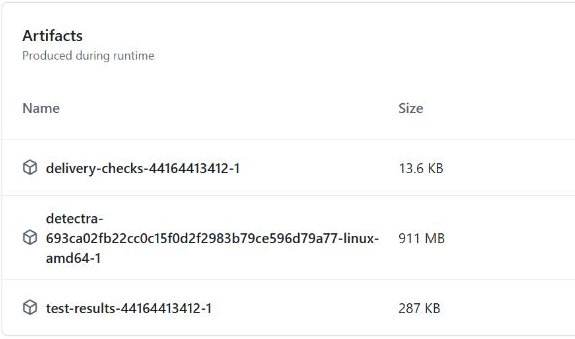 Artifacts
Produced during runtime
Name Size
delivery-checks-44164413412-1 13.6 KB
detectra-
693ca02fb22cc0c15f0d2f2983b79ce596d79a77-linux- 911 MB
amd64-1
test-results-44164413412-1 287 KB